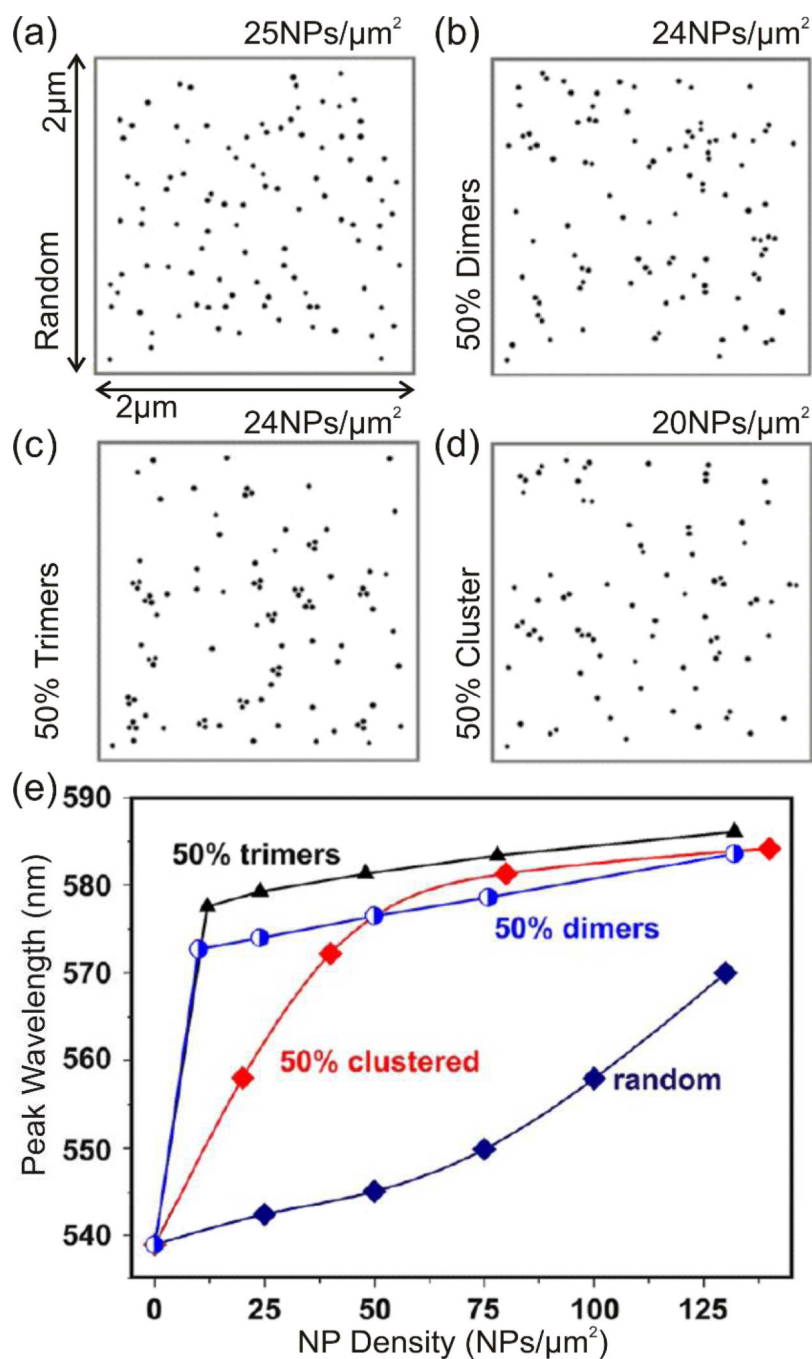 (a)
25NPs/μm²
2μm
Random
2μm
(b)
24NPs/μm²
50% Dimers
(c)
24NPs/μm²
50% Trimers
(d)
20NPs/μm²
50% Cluster
(e)
590
580
570
560
550
540
Peak Wavelength (nm)
50% trimers
50% dimers
50% clustered
random
0
25
50
75
100
125
NP Density (NPs/μm²)